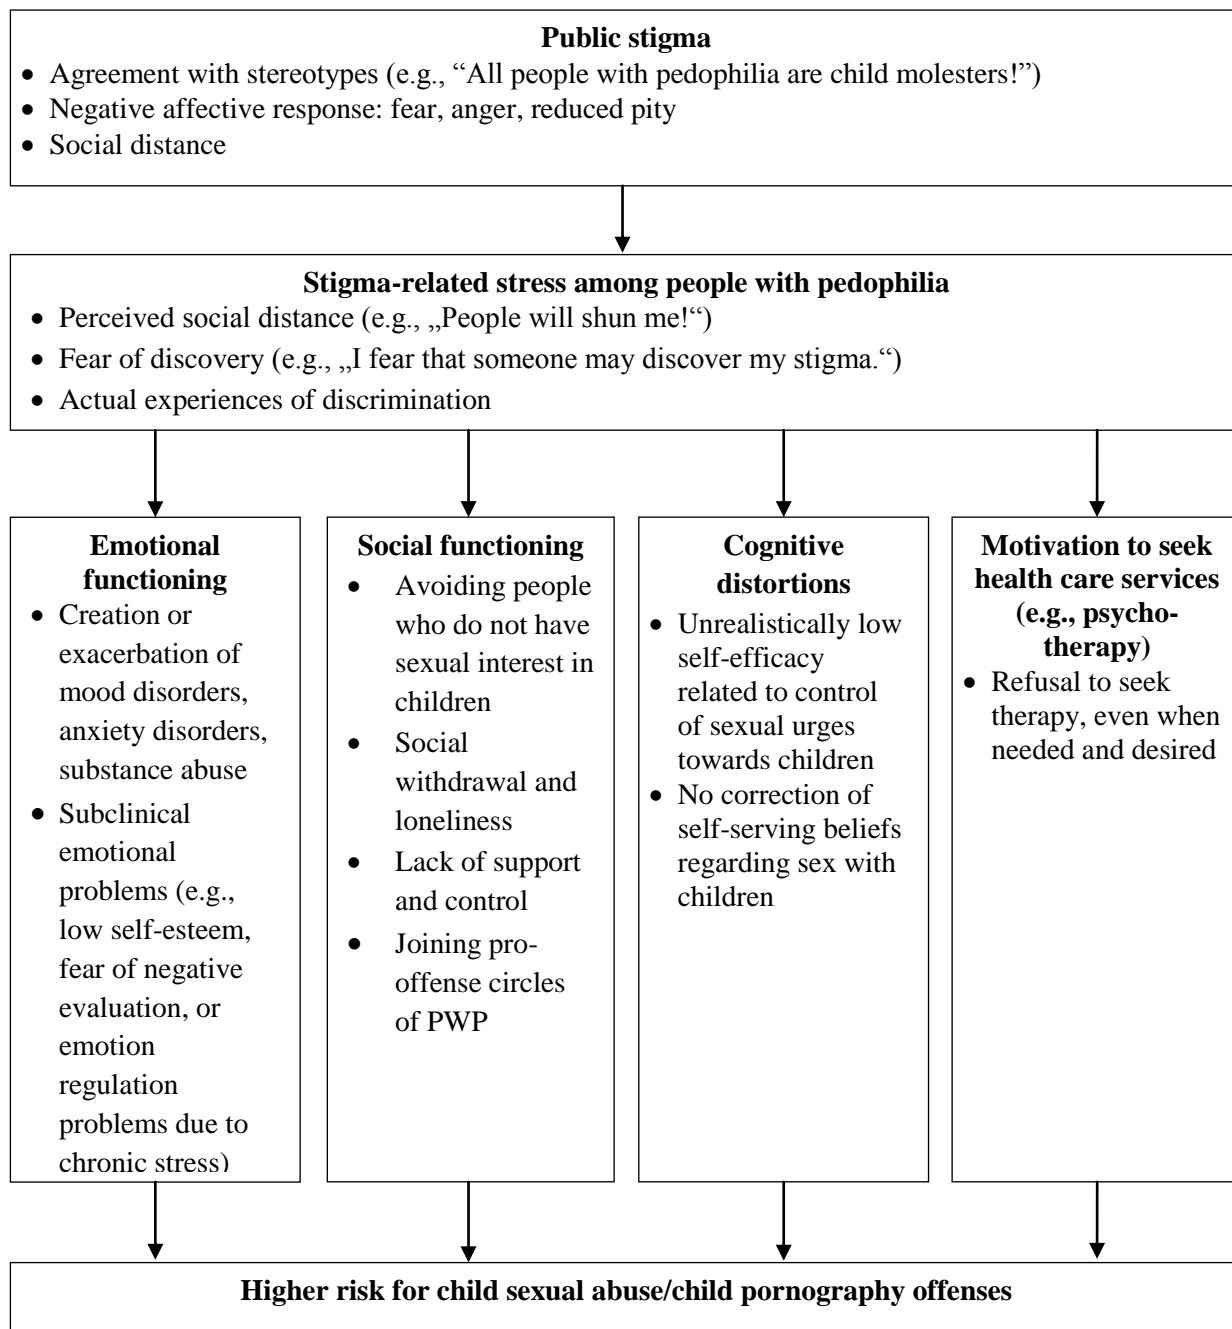 Public stigma
• Agreement with stereotypes (e.g., “All people with pedophilia are child molesters!”)
• Negative affective response: fear, anger, reduced pity
• Social distance
Stigma-related stress among people with pedophilia
• Perceived social distance (e.g., „People will shun me!“)
• Fear of discovery (e.g., „I fear that someone may discover my stigma.“)
• Actual experiences of discrimination
Emotional
functioning
• Creation or
exacerbation of
mood disorders,
anxiety disorders,
substance abuse
• Subclinical
emotional
problems (e.g.,
low self-esteem,
fear of negative
evaluation, or
emotion
regulation
problems due to
chronic stress)
Social functioning
• Avoiding people
who do not have
sexual interest in
children
• Social
withdrawal and
loneliness
• Lack of support
and control
• Joining pro-
offense circles
of PWP
Cognitive
distortions
• Unrealistically low
self-efficacy
related to control
of sexual urges
towards children
• No correction of
self-serving beliefs
regarding sex with
children
Motivation to seek
health care services
(e.g., psycho-
therapy)
• Refusal to seek
therapy, even when
needed and desired
Higher risk for child sexual abuse/child pornography offenses